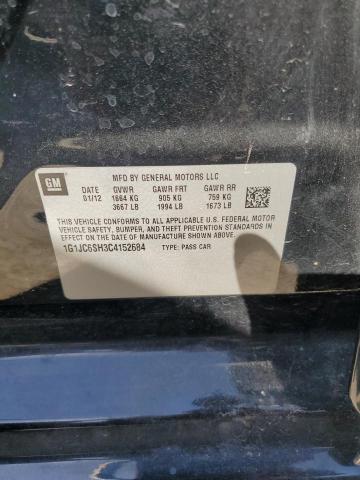 GM
MFD BY GENERAL MOTORS LLC
DATE GVWR GAWR FRT GAWR RR
01/12 1664 KG 905 KG 759 KG
3667 LB 1994 LB 1673 LB
THIS VEHICLE CONFORMS TO ALL APPLICABLE U.S. FEDERAL MOTOR
VEHICLE SAFETY, BUMPER, AND THEFT PREVENTION STANDARDS
IN EFFECT ON THE DATE OF MANUFACTURE SHOWN ABOVE.
1G1JC6SH3C4152684 TYPE: PASS CAR